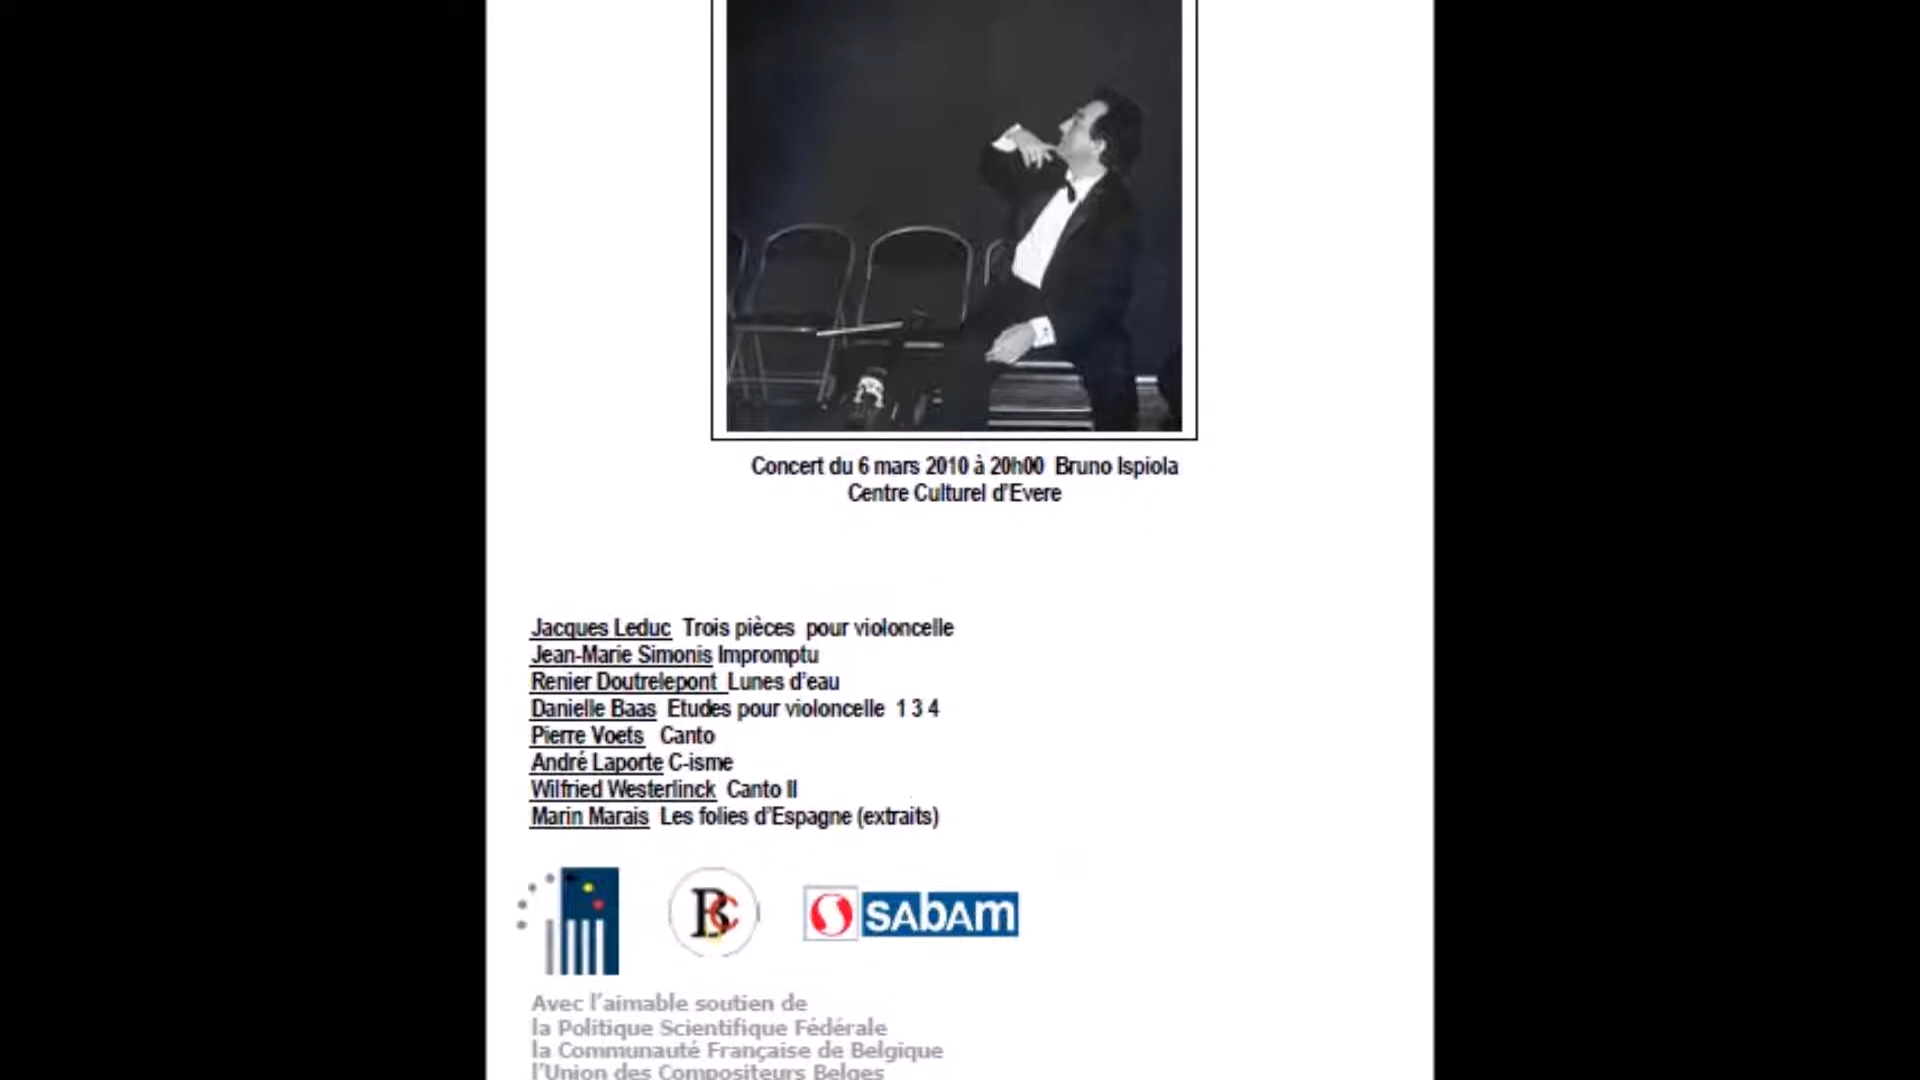 Concert du 6 mars 2010 à 20h00 Bruno Ispiola
Centre Culturel d'Evere
Jacques Leduc Trois pièces pour violoncelle
Jean-Marie Simonis Impromptu
Renier Doutrelepont Lunes d'eau
Danielle Baas Etudes pour violoncelle 1 3 4
Pierre Voets Canto
André Laporte C-isme
Wilfried Westerlinck Canto II
Marin Marais Les folies d'Espagne (extraits)
BC
sAbAm
Avec l'aimable soutien de
la Politique Scientifique Fédérale
la Communauté Française de Belgique
l'Union des Compositeurs Belges